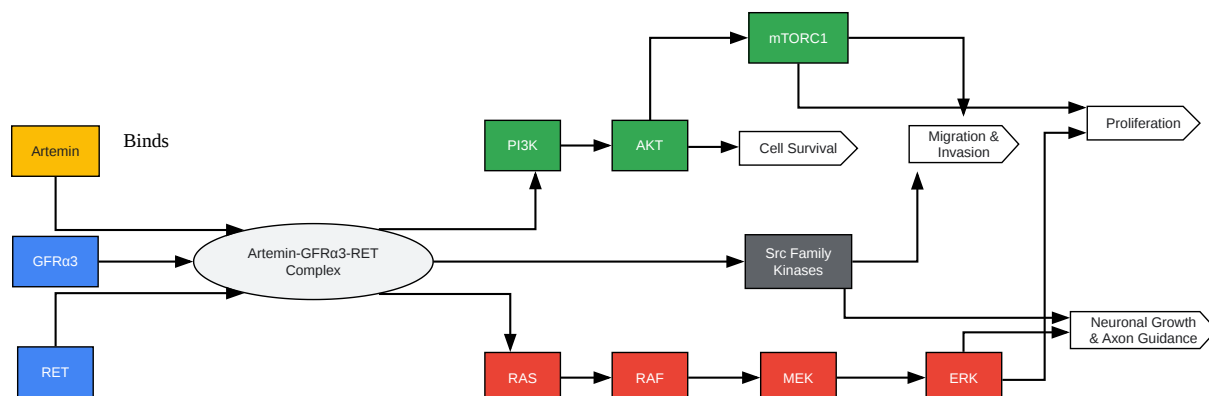 mTORC1
Proliferation
Artemin
Binds
PI3K
AKT
Cell Survival
Migration &
Invasion
GFRα3
Artemin-GFRα3-RET
Complex
Src Family
Kinases
Neuronal Growth
& Axon Guidance
RET
RAS
RAF
MEK
ERK